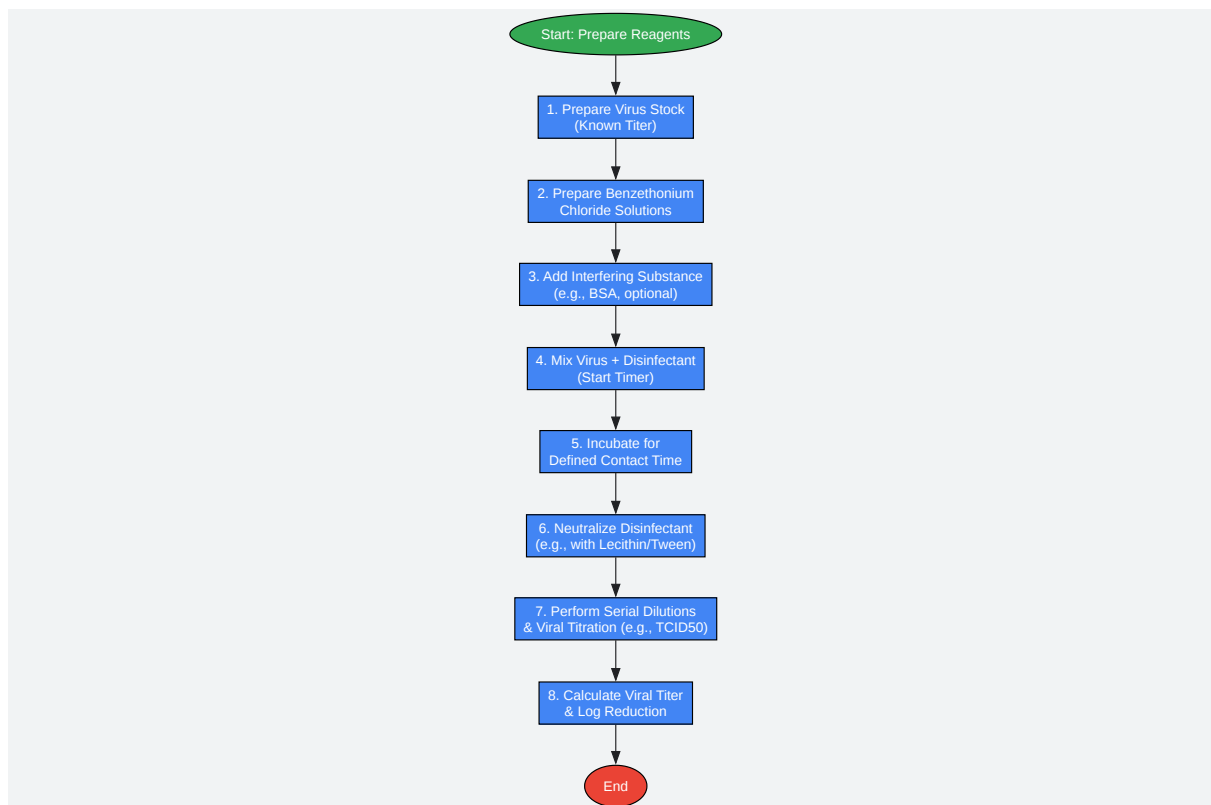 Start: Prepare Reagents
1. Prepare Virus Stock
(Known Titer)
2. Prepare Benzethonium
Chloride Solutions
3. Add Interfering Substance
(e.g., BSA, optional)
4. Mix Virus + Disinfectant
(Start Timer)
5. Incubate for
Defined Contact Time
6. Neutralize Disinfectant
(e.g., with Lecithin/Tween)
7. Perform Serial Dilutions
& Viral Titration (e.g., TCID50)
8. Calculate Viral Titer
& Log Reduction
End